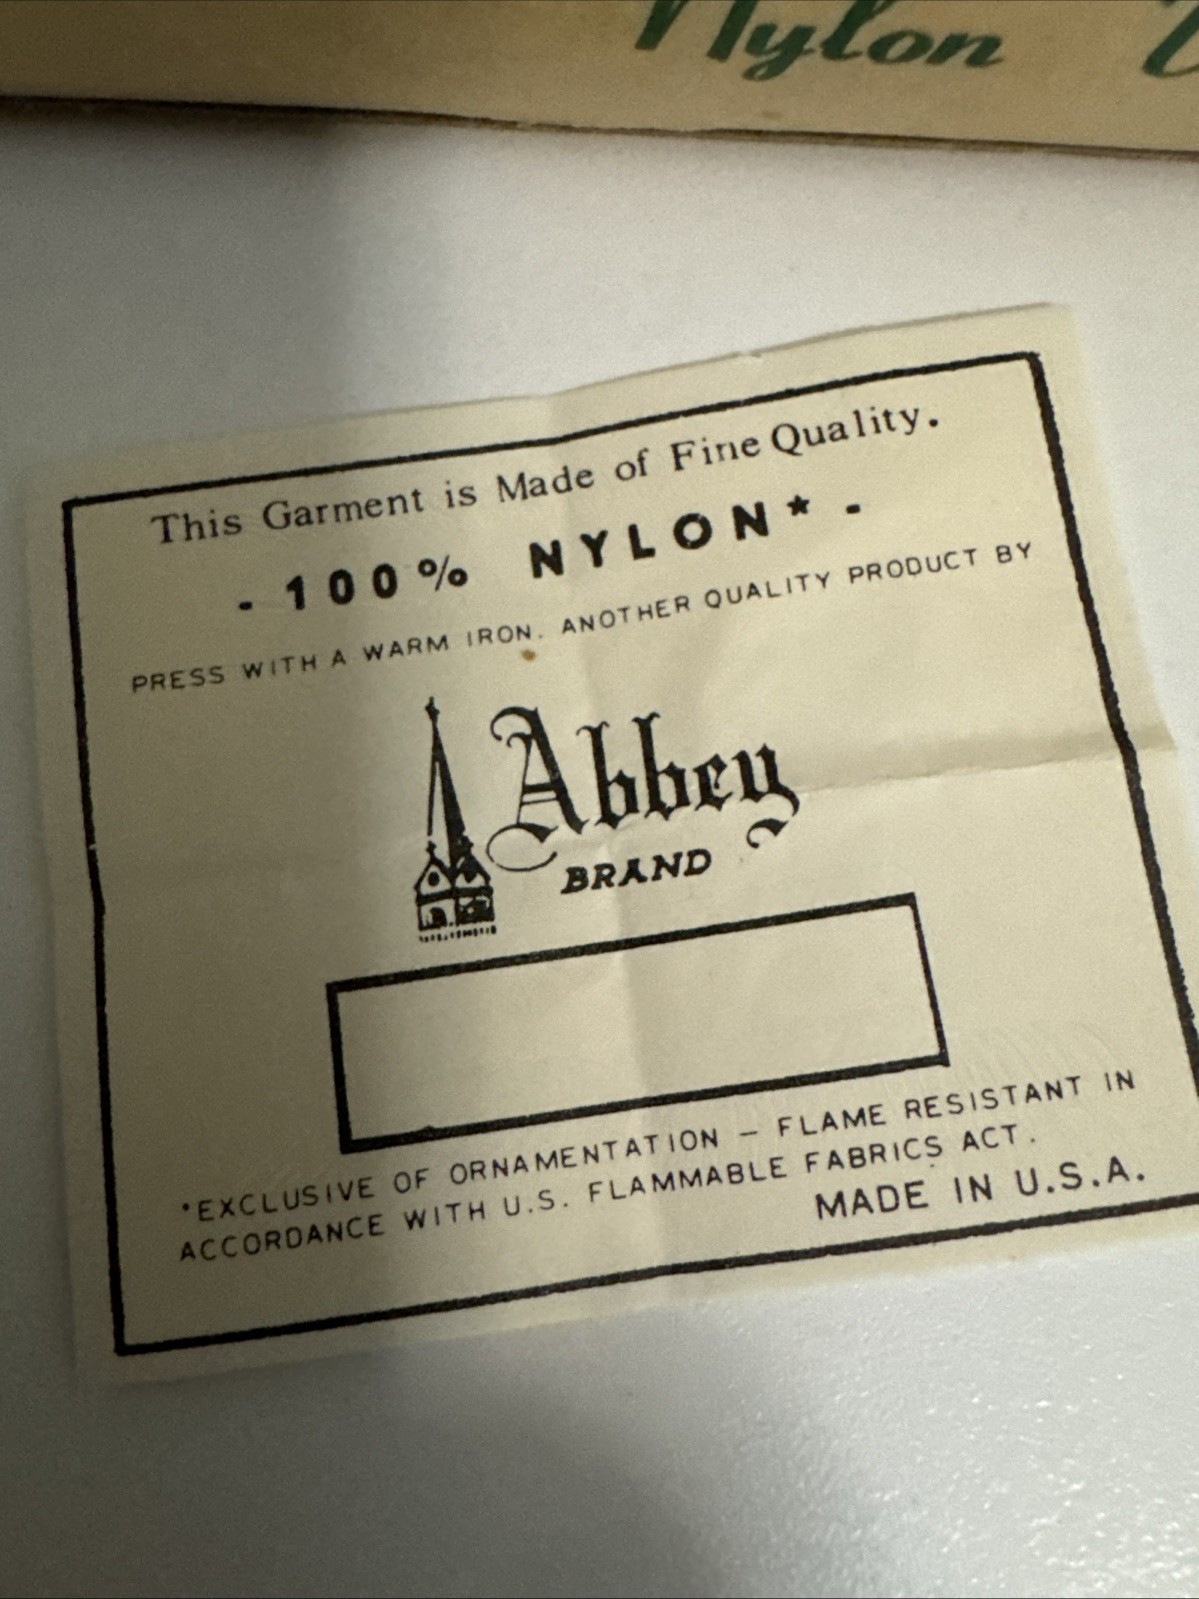 Nylon
This Garment is Made of Fine Quality.
- 100% NYLON* -
PRESS WITH A WARM IRON. ANOTHER QUALITY PRODUCT BY
Abbey
BRAND
*EXCLUSIVE OF ORNAMENTATION — FLAME RESISTANT IN
ACCORDANCE WITH U.S. FLAMMABLE FABRICS ACT.
MADE IN U.S.A.